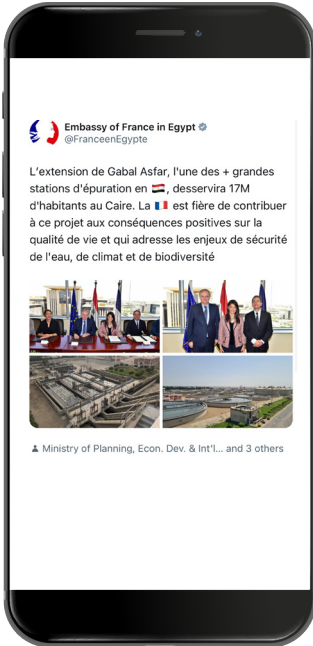 Embassy of France in Egypt
@FranceenEgypte
L'extension de Gabal Asfar, l'une des + grandes
stations d'épuration en 🇪🇬, desservira 17M
d'habitants au Caire. La 🇫🇷 est fière de contribuer
à ce projet aux conséquences positives sur la
qualité de vie et qui adresse les enjeux de sécurité
de l'eau, de climat et de biodiversité
Ministry of Planning, Econ. Dev. & Int'l... and 3 others